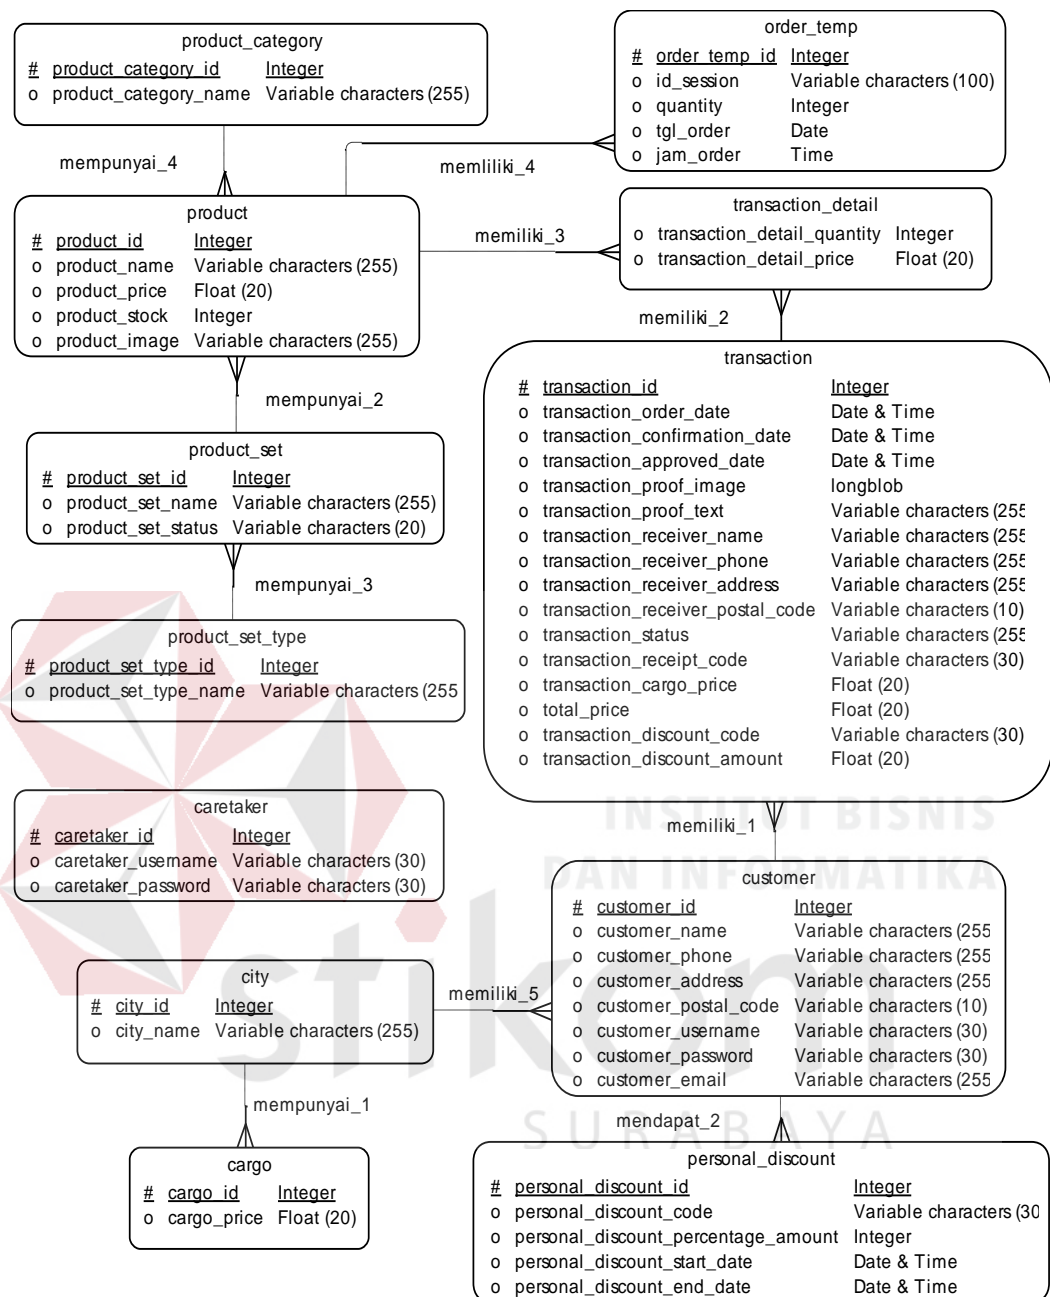 product_category
# product_category_id Integer
o product_category_name Variable characters (255)
order_temp
# order_temp_id Integer
o id_session Variable characters (100)
o quantity Integer
o tgl_order Date
o jam_order Time
mempunyai_4
memliliki_4
product
# product_id Integer
o product_name Variable characters (255)
o product_price Float (20)
o product_stock Integer
o product_image Variable characters (255)
memiliki_3
transaction_detail
o transaction_detail_quantity Integer
o transaction_detail_price Float (20)
memiliki_2
mempunyai_2
transaction
# transaction_id Integer
o transaction_order_date Date & Time
o transaction_confirmation_date Date & Time
o transaction_approved_date Date & Time
o transaction_proof_image longblob
o transaction_proof_text Variable characters (255
o transaction_receiver_name Variable characters (255
o transaction_receiver_phone Variable characters (255
o transaction_receiver_address Variable characters (255
o transaction_receiver_postal_code Variable characters (10)
o transaction_status Variable characters (255
o transaction_receipt_code Variable characters (30)
o transaction_cargo_price Float (20)
o total_price Float (20)
o transaction_discount_code Variable characters (30)
o transaction_discount_amount Float (20)
product_set
# product_set_id Integer
o product_set_name Variable characters (255)
o product_set_status Variable characters (20)
mempunyai_3
product_set_type
# product_set_type_id Integer
o product_set_type_name Variable characters (255
caretaker
# caretaker_id Integer
o caretaker_username Variable characters (30)
o caretaker_password Variable characters (30)
INSTITUT BISNIS
DAN INFORMATIKA
stikom
SURABAYA
memiliki_1
customer
# customer_id Integer
o customer_name Variable characters (255
o customer_phone Variable characters (255
o customer_address Variable characters (255
o customer_postal_code Variable characters (10)
o customer_username Variable characters (30)
o customer_password Variable characters (30)
o customer_email Variable characters (255
city
# city_id Integer
o city_name Variable characters (255)
memiliki_5
mempunyai_1
mendapat_2
cargo
# cargo_id Integer
o cargo_price Float (20)
personal_discount
# personal_discount_id Integer
o personal_discount_code Variable characters (30
o personal_discount_percentage_amount Integer
o personal_discount_start_date Date & Time
o personal_discount_end_date Date & Time